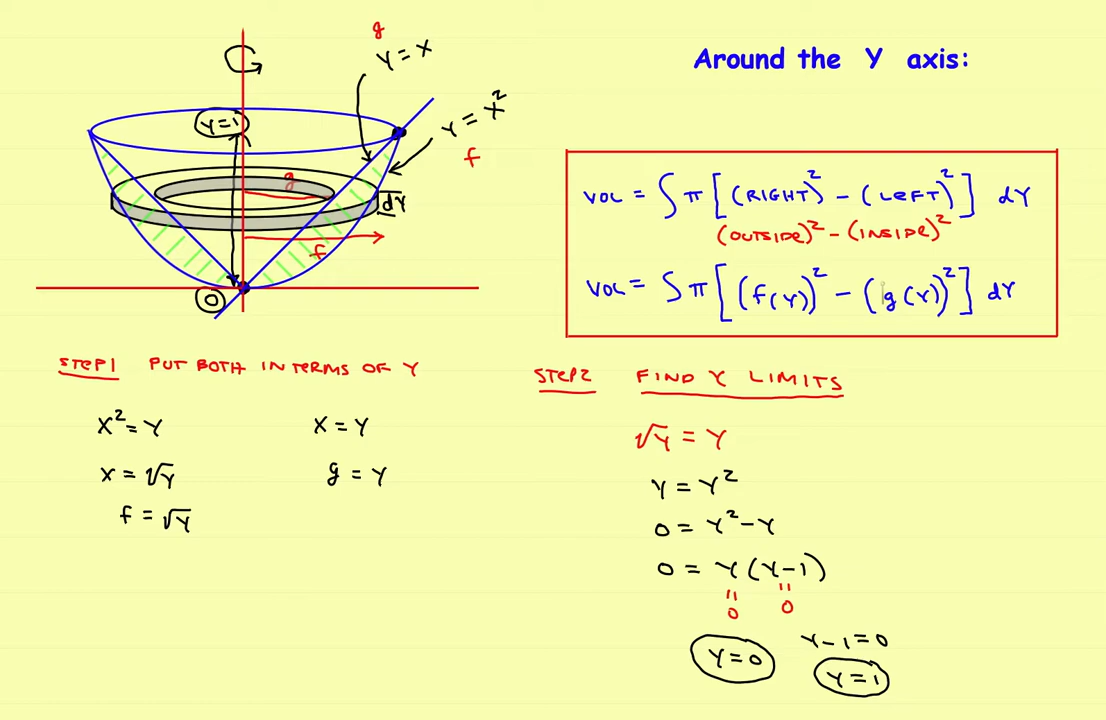 Around the Y axis:
g
Y = X
Y = X²
f
Y=1
g
dY
f
0
VOL = ∫ π [(RIGHT)² − (LEFT)²] dY
(OUTSIDE)² − (INSIDE)²
VOL = ∫ π [(f(Y))² − (g(Y))²] dY
STEP1 PUT BOTH IN TERMS OF Y
X² = Y
X = Y
X = √Y
g = Y
f = √Y
STEP2 FIND Y LIMITS
√Y = Y
Y = Y²
0 = Y² − Y
0 = Y(Y−1)
0 0
Y−1=0
Y=0
Y=1